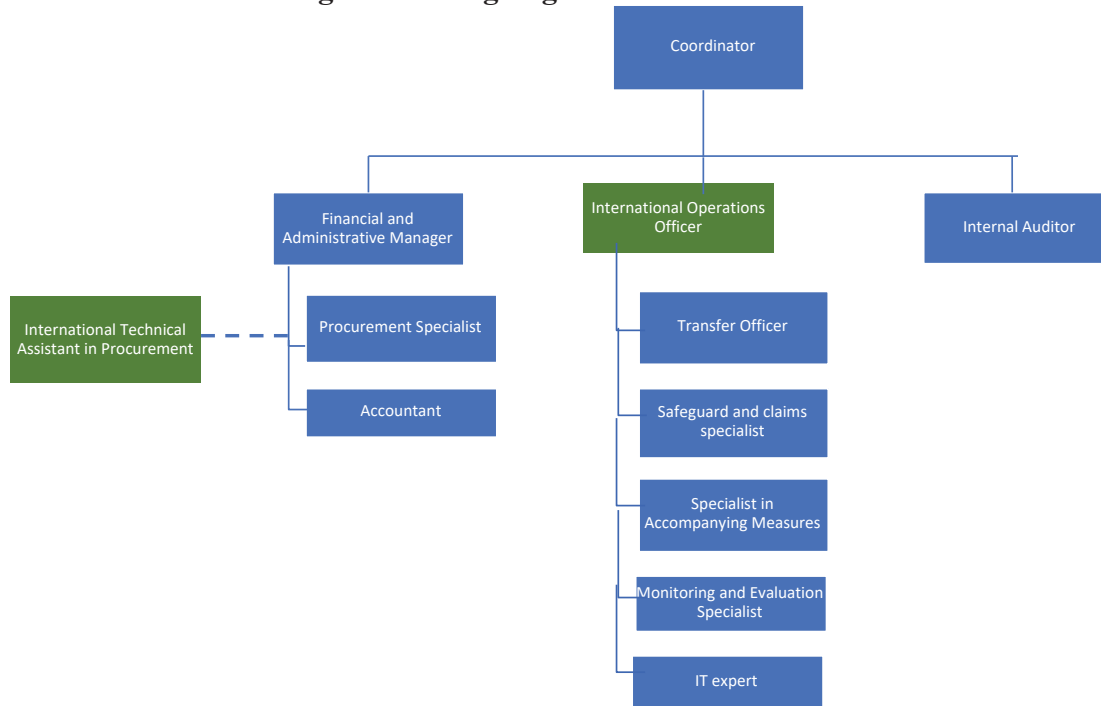 Coordinator
Financial and
Administrative Manager
International Operations
Officer
Internal Auditor
International Technical
Assistant in Procurement
Procurement Specialist
Accountant
Transfer Officer
Safeguard and claims
specialist
Specialist in
Accompanying Measures
Monitoring and Evaluation
Specialist
IT expert